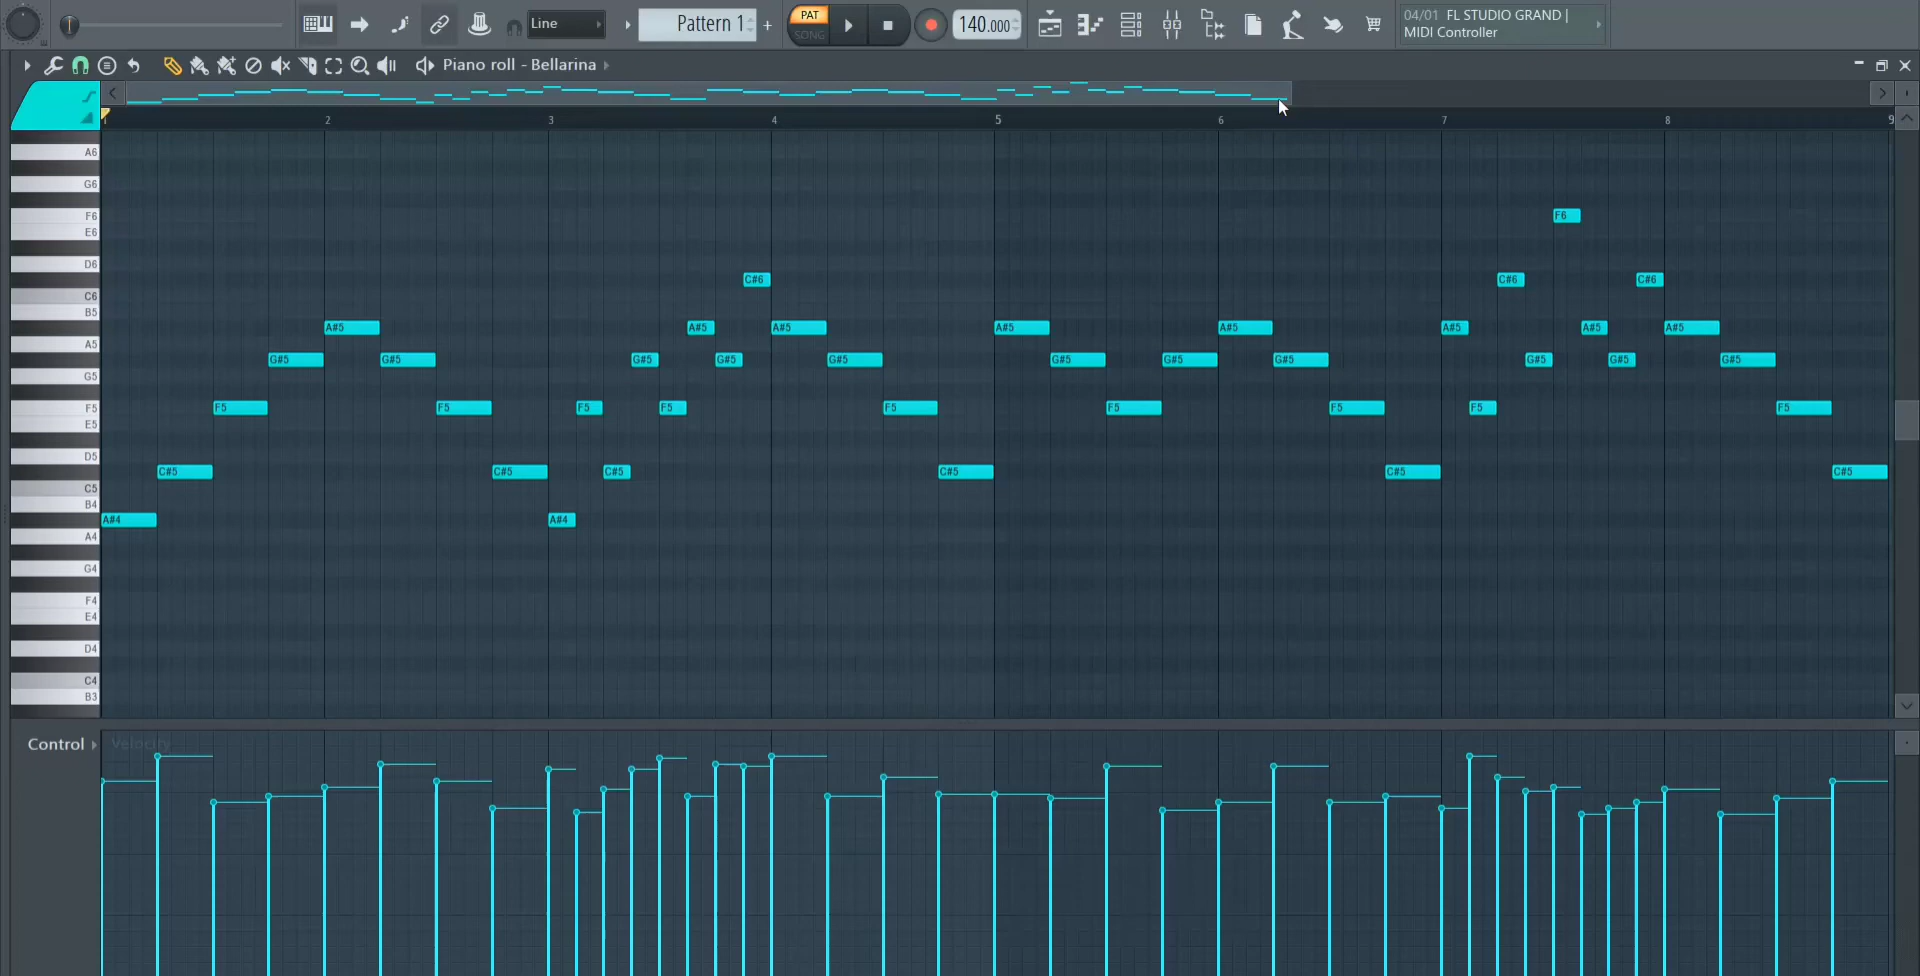 Line
Pattern 1
+
PAT
SONG
140.000
04/01 FL STUDIO GRAND |
MIDI Controller
Piano roll - Bellarina
1 2 3 4 5 6 7 8 9
A6
G6
F6 F6
E6
D6
C#6 C#6 C#6
C6
B5
A#5 A#5 A#5 A#5 A#5 A#5 A#5 A#5
A5
G#5 G#5 G#5 G#5 G#5 G#5 G#5 G#5 G#5 G#5 G#5
G5
F5 F5 F5 F5 F5 F5 F5 F5 F5 F5
E5
D5
C#5 C#5 C#5 C#5 C#5 C#5
C5
B4
A#4 A#4
A4
G4
F4
E4
D4
C4
B3
Control
Velocity